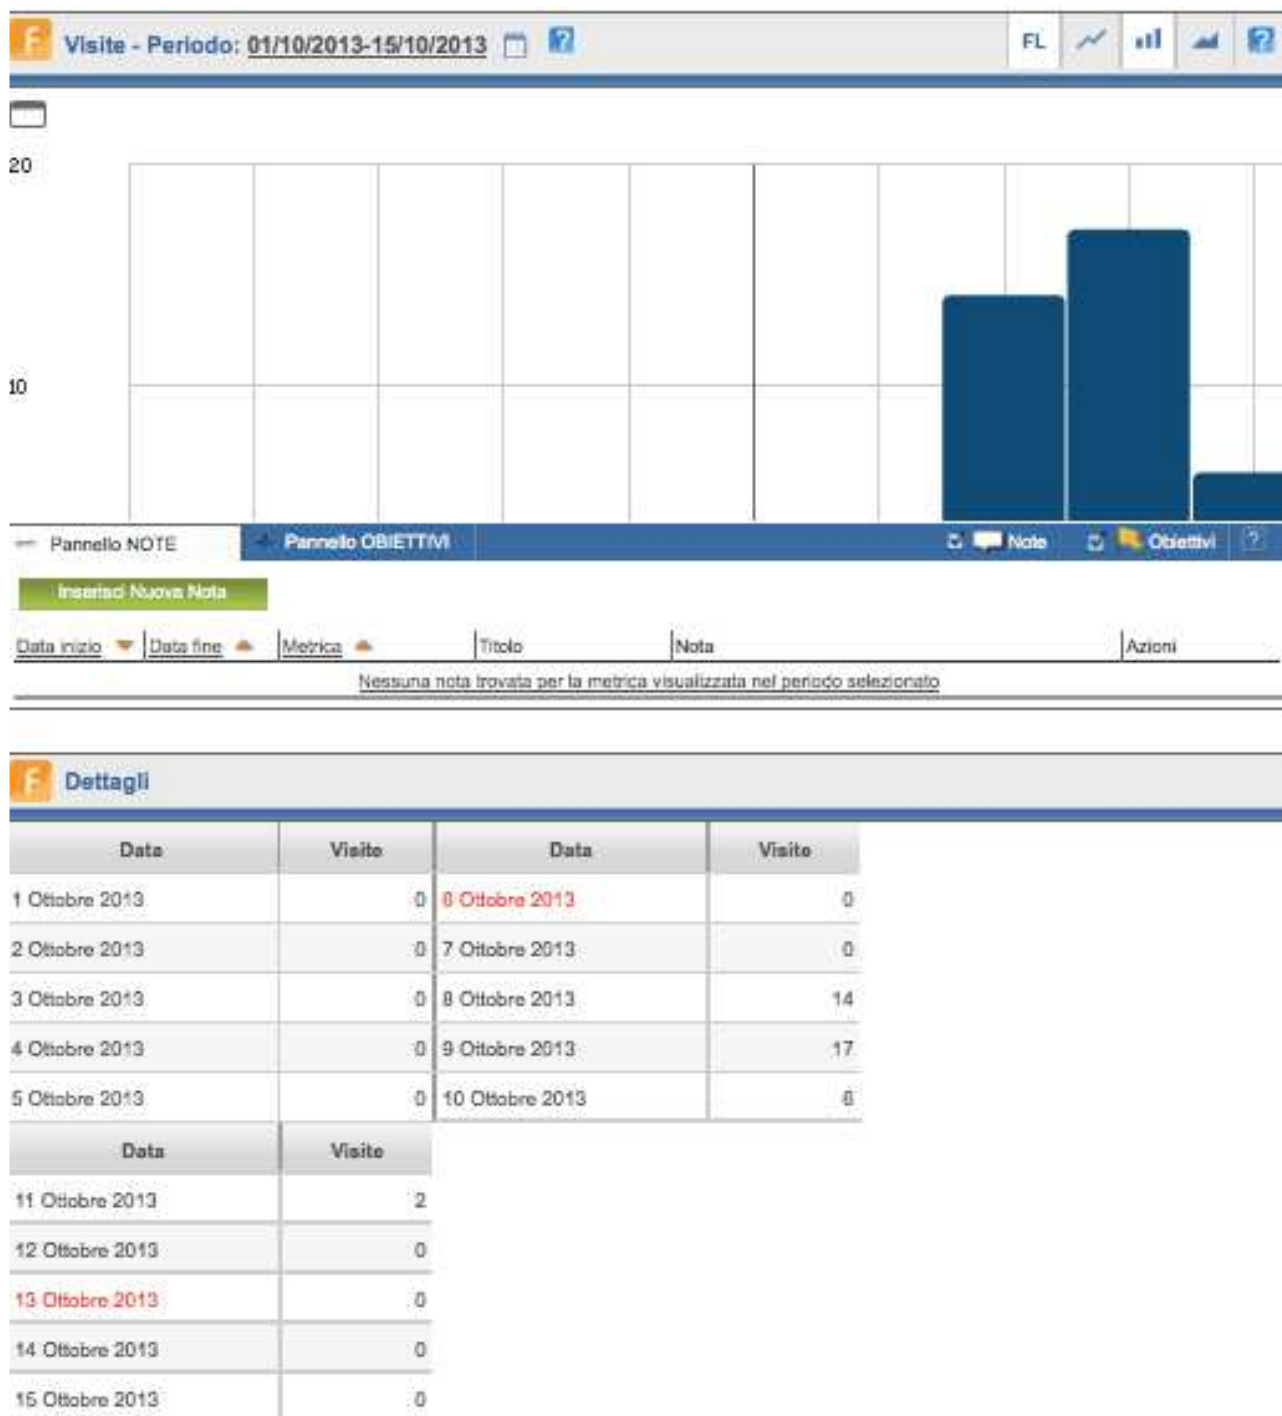 F Visite - Periodo: 01/10/2013-15/10/2013 ? FL ?
20
10
Pannello NOTE Pannello OBIETTIVI Note Obiettivi ?
Inserisci Nuova Nota
Data inizio Data fine Metrica Titolo Nota Azioni
Nessuna nota trovata per la metrica visualizzata nel periodo selezionato
F Dettagli
Data Visite Data Visite
1 Ottobre 2013 0 6 Ottobre 2013 0
2 Ottobre 2013 0 7 Ottobre 2013 0
3 Ottobre 2013 0 8 Ottobre 2013 14
4 Ottobre 2013 0 9 Ottobre 2013 17
5 Ottobre 2013 0 10 Ottobre 2013 6
Data Visite
11 Ottobre 2013 2
12 Ottobre 2013 0
13 Ottobre 2013 0
14 Ottobre 2013 0
15 Ottobre 2013 0